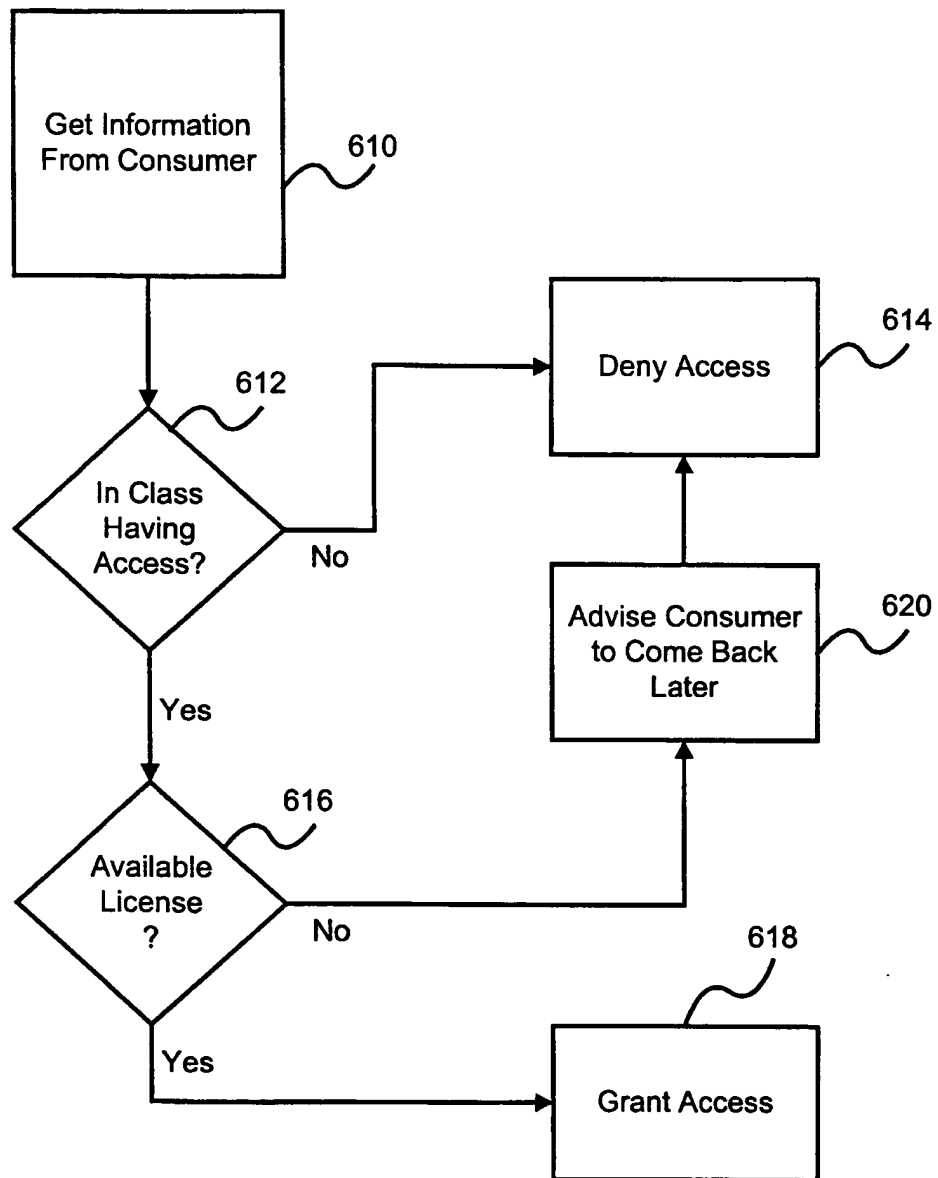 Get Information
From Consumer
610
612
In Class
Having
Access?
No
Yes
Deny Access
614
Advise Consumer
to Come Back
Later
620
616
Available
License
?
No
Yes
618
Grant Access